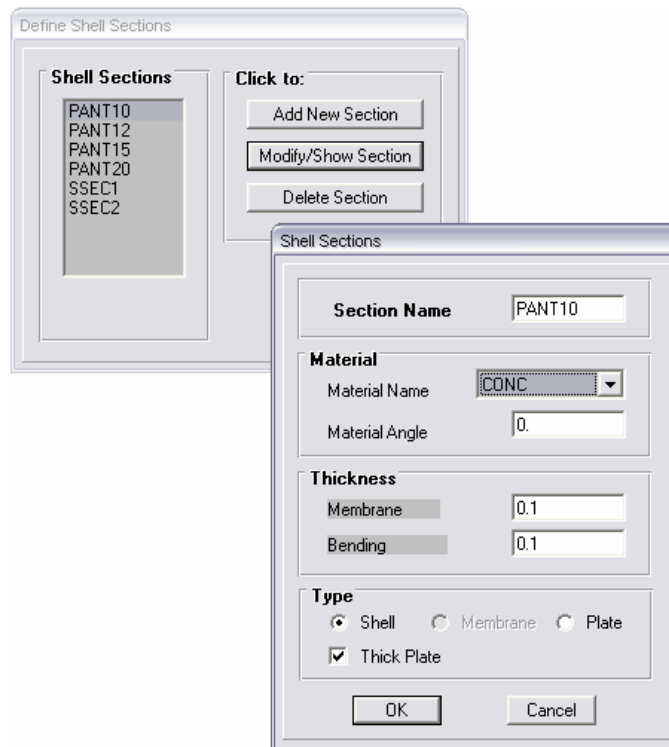 Define Shell Sections
Shell Sections
PANT10
PANT12
PANT15
PANT20
SSEC1
SSEC2
Click to:
Add New Section
Modify/Show Section
Delete Section
Shell Sections
Section Name PANT10
Material
Material Name CONC
Material Angle 0.
Thickness
Membrane 0.1
Bending 0.1
Type
Shell Membrane Plate
Thick Plate
OK Cancel